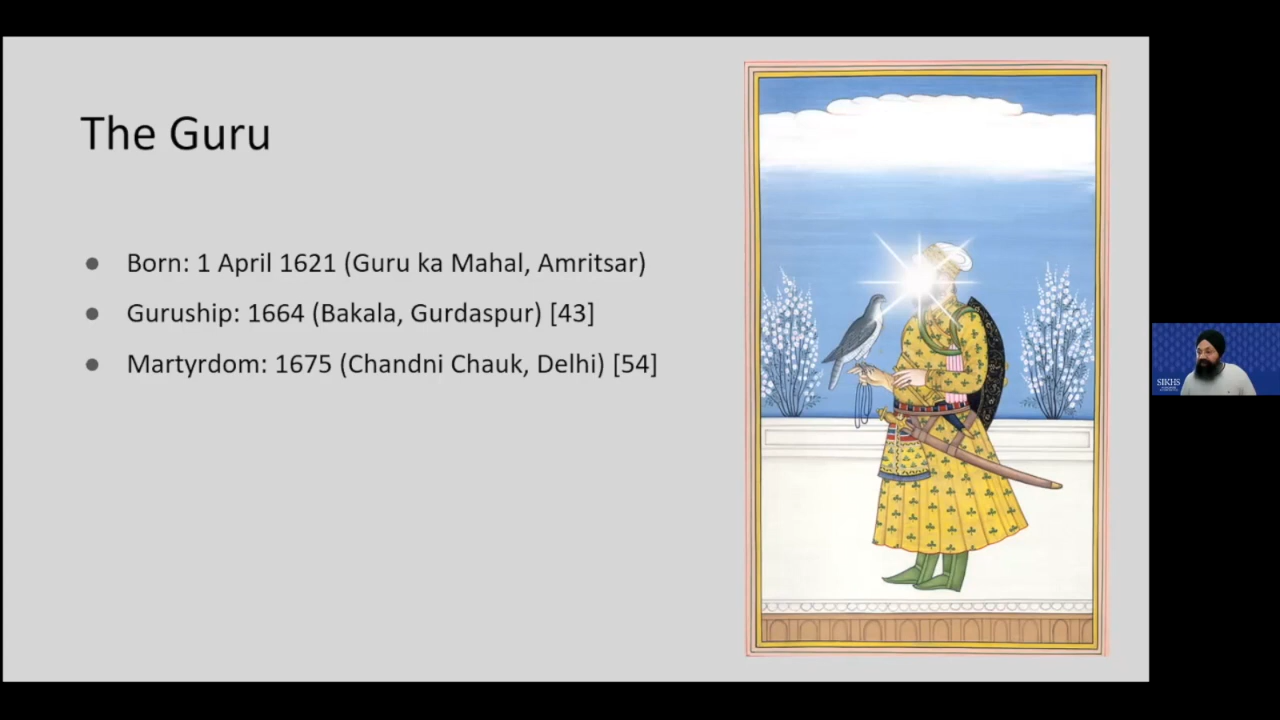 The Guru
● Born: 1 April 1621 (Guru ka Mahal, Amritsar)
● Guruship: 1664 (Bakala, Gurdaspur) [43]
● Martyrdom: 1675 (Chandni Chauk, Delhi) [54]
SIKHS